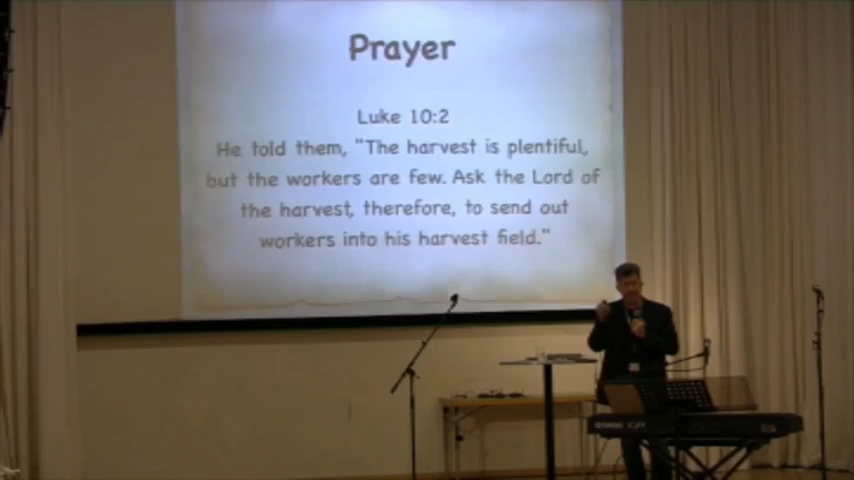 Prayer
Luke 10:2
He told them, "The harvest is plentiful,
but the workers are few. Ask the Lord of
the harvest, therefore, to send out
workers into his harvest field."